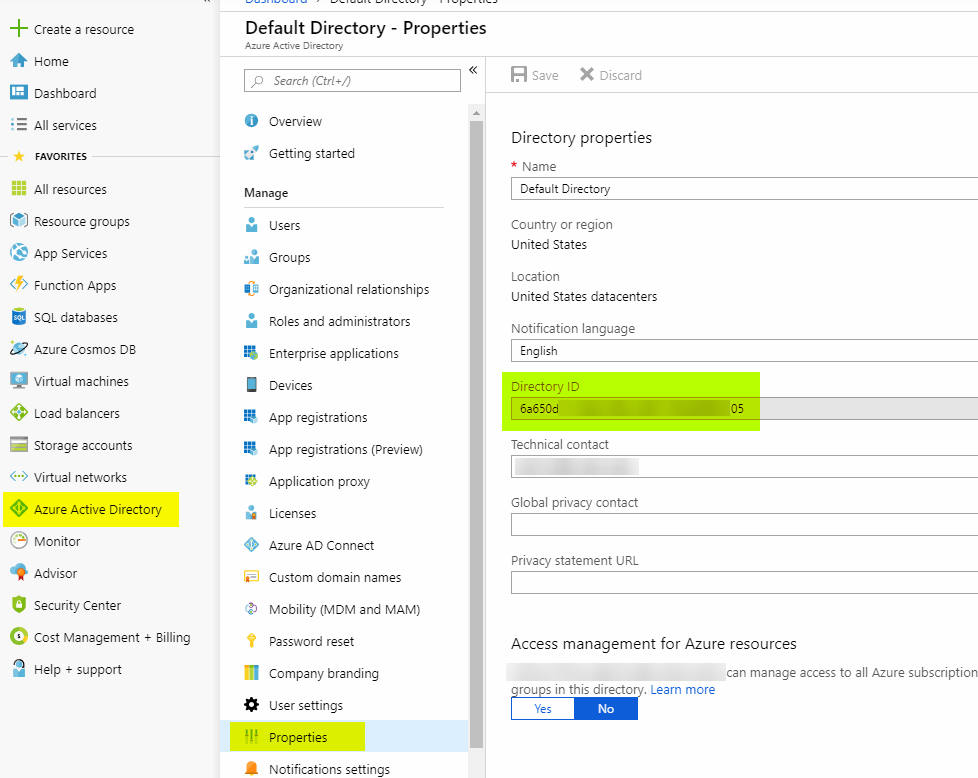 Dashboard > Default Directory - Properties
Default Directory - Properties
Azure Active Directory
Create a resource
Home
Dashboard
All services
FAVORITES
All resources
Resource groups
App Services
Function Apps
SQL databases
Azure Cosmos DB
Virtual machines
Load balancers
Storage accounts
Virtual networks
Azure Active Directory
Monitor
Advisor
Security Center
Cost Management + Billing
Help + support
Search (Ctrl+/)
Overview
Getting started
Manage
Users
Groups
Organizational relationships
Roles and administrators
Enterprise applications
Devices
App registrations
App registrations (Preview)
Application proxy
Licenses
Azure AD Connect
Custom domain names
Mobility (MDM and MAM)
Password reset
Company branding
User settings
Properties
Notifications settings
Save Discard
Directory properties
* Name
Default Directory
Country or region
United States
Location
United States datacenters
Notification language
English
Directory ID
6a650d 05
Technical contact
Global privacy contact
Privacy statement URL
Access management for Azure resources
can manage access to all Azure subscription
groups in this directory. Learn more
Yes No